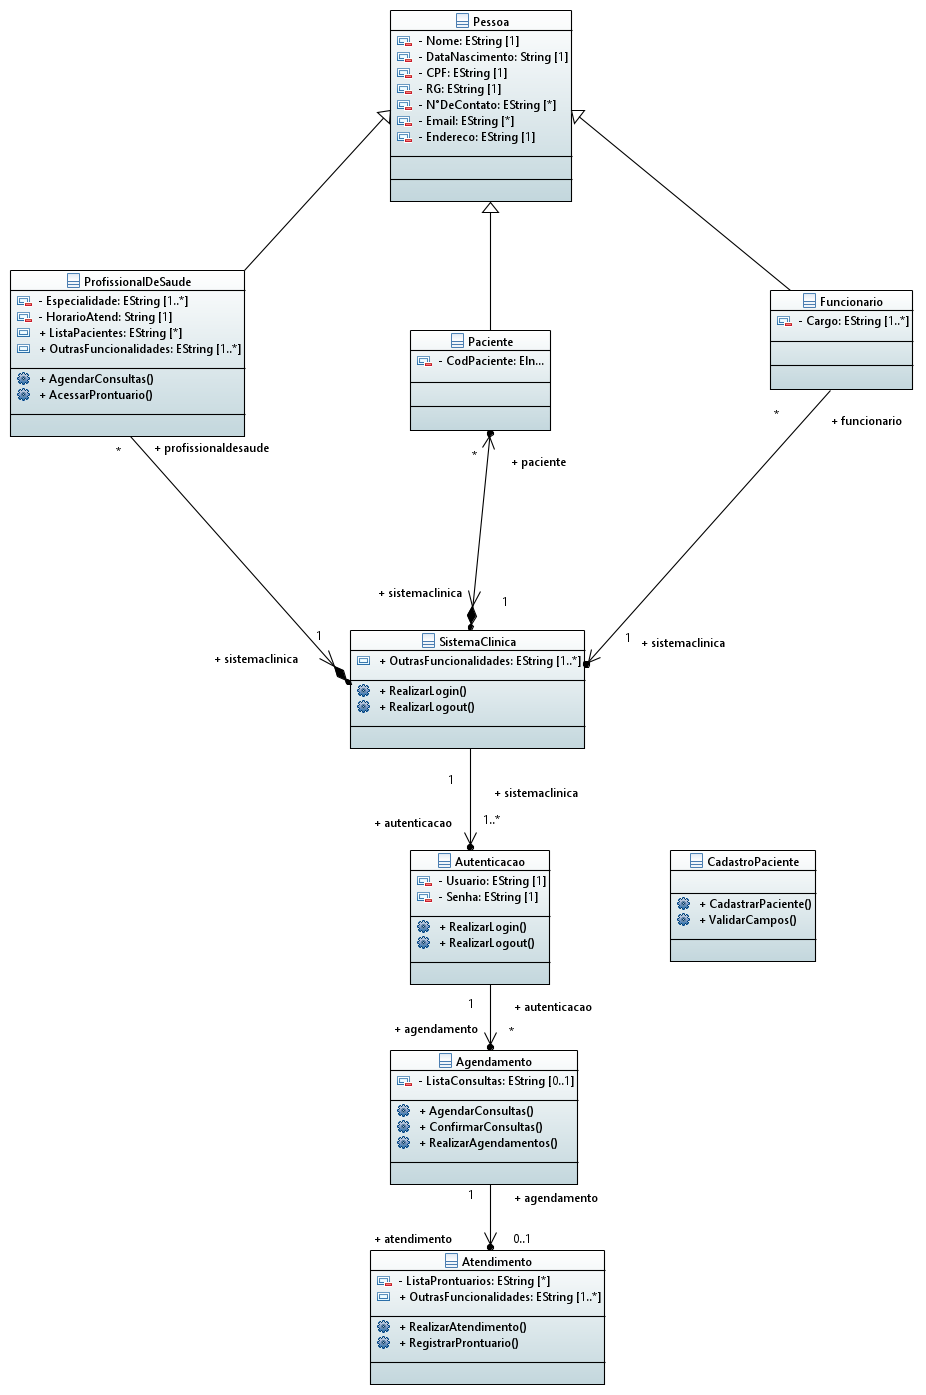 Pessoa
- Nome: EString [1]
- DataNascimento: String [1]
- CPF: EString [1]
- RG: EString [1]
- N°DeContato: EString [*]
- Email: EString [*]
- Endereco: EString [1]
ProfissionalDeSaude
- Especialidade: EString [1..*]
- HorarioAtend: String [1]
+ ListaPacientes: EString [*]
+ OutrasFuncionalidades: EString [1..*]
+ AgendarConsultas()
+ AcessarProntuario()
Paciente
- CodPaciente: EIn...
Funcionario
- Cargo: EString [1..*]
*
+ profissionaldesaude
*
+ paciente
*
+ funcionario
+ sistemaclinica
1
1
+ sistemaclinica
1
+ sistemaclinica
SistemaClinica
+ OutrasFuncionalidades: EString [1..*]
+ RealizarLogin()
+ RealizarLogout()
1
+ sistemaclinica
+ autenticacao
1..*
Autenticacao
- Usuario: EString [1]
- Senha: EString [1]
+ RealizarLogin()
+ RealizarLogout()
CadastroPaciente
+ CadastrarPaciente()
+ ValidarCampos()
1
+ autenticacao
+ agendamento
*
Agendamento
- ListaConsultas: EString [0..1]
+ AgendarConsultas()
+ ConfirmarConsultas()
+ RealizarAgendamentos()
1
+ agendamento
+ atendimento
0..1
Atendimento
- ListaProntuarios: EString [*]
+ OutrasFuncionalidades: EString [1..*]
+ RealizarAtendimento()
+ RegistrarProntuario()